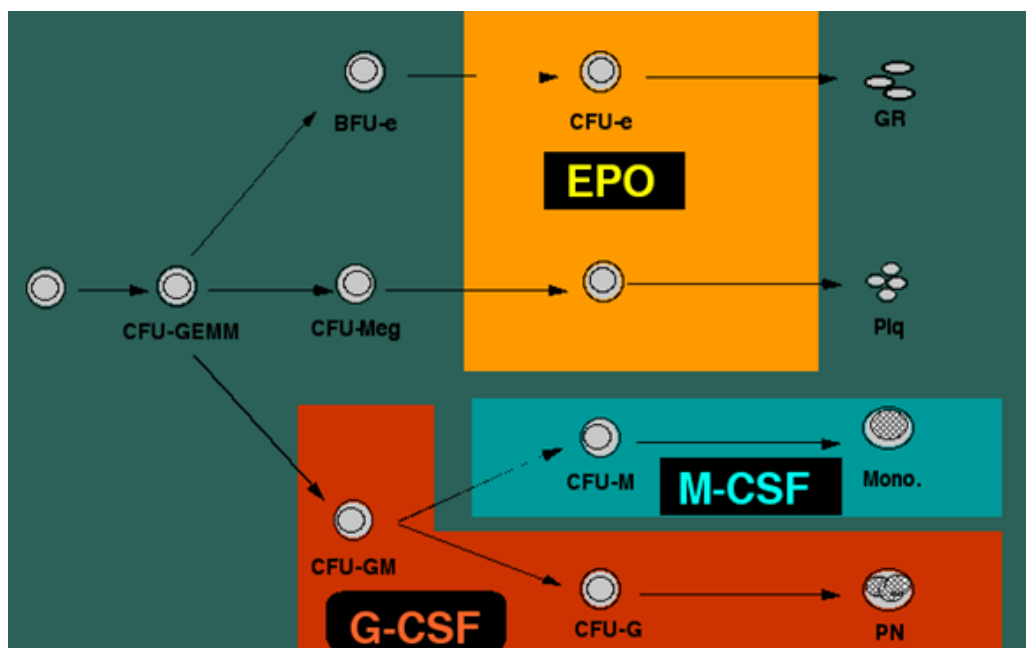 BFU-e
CFU-e
GR
EPO
CFU-GEMM
CFU-Meg
Plq
CFU-M
Mono.
M-CSF
CFU-GM
G-CSF
CFU-G
PN